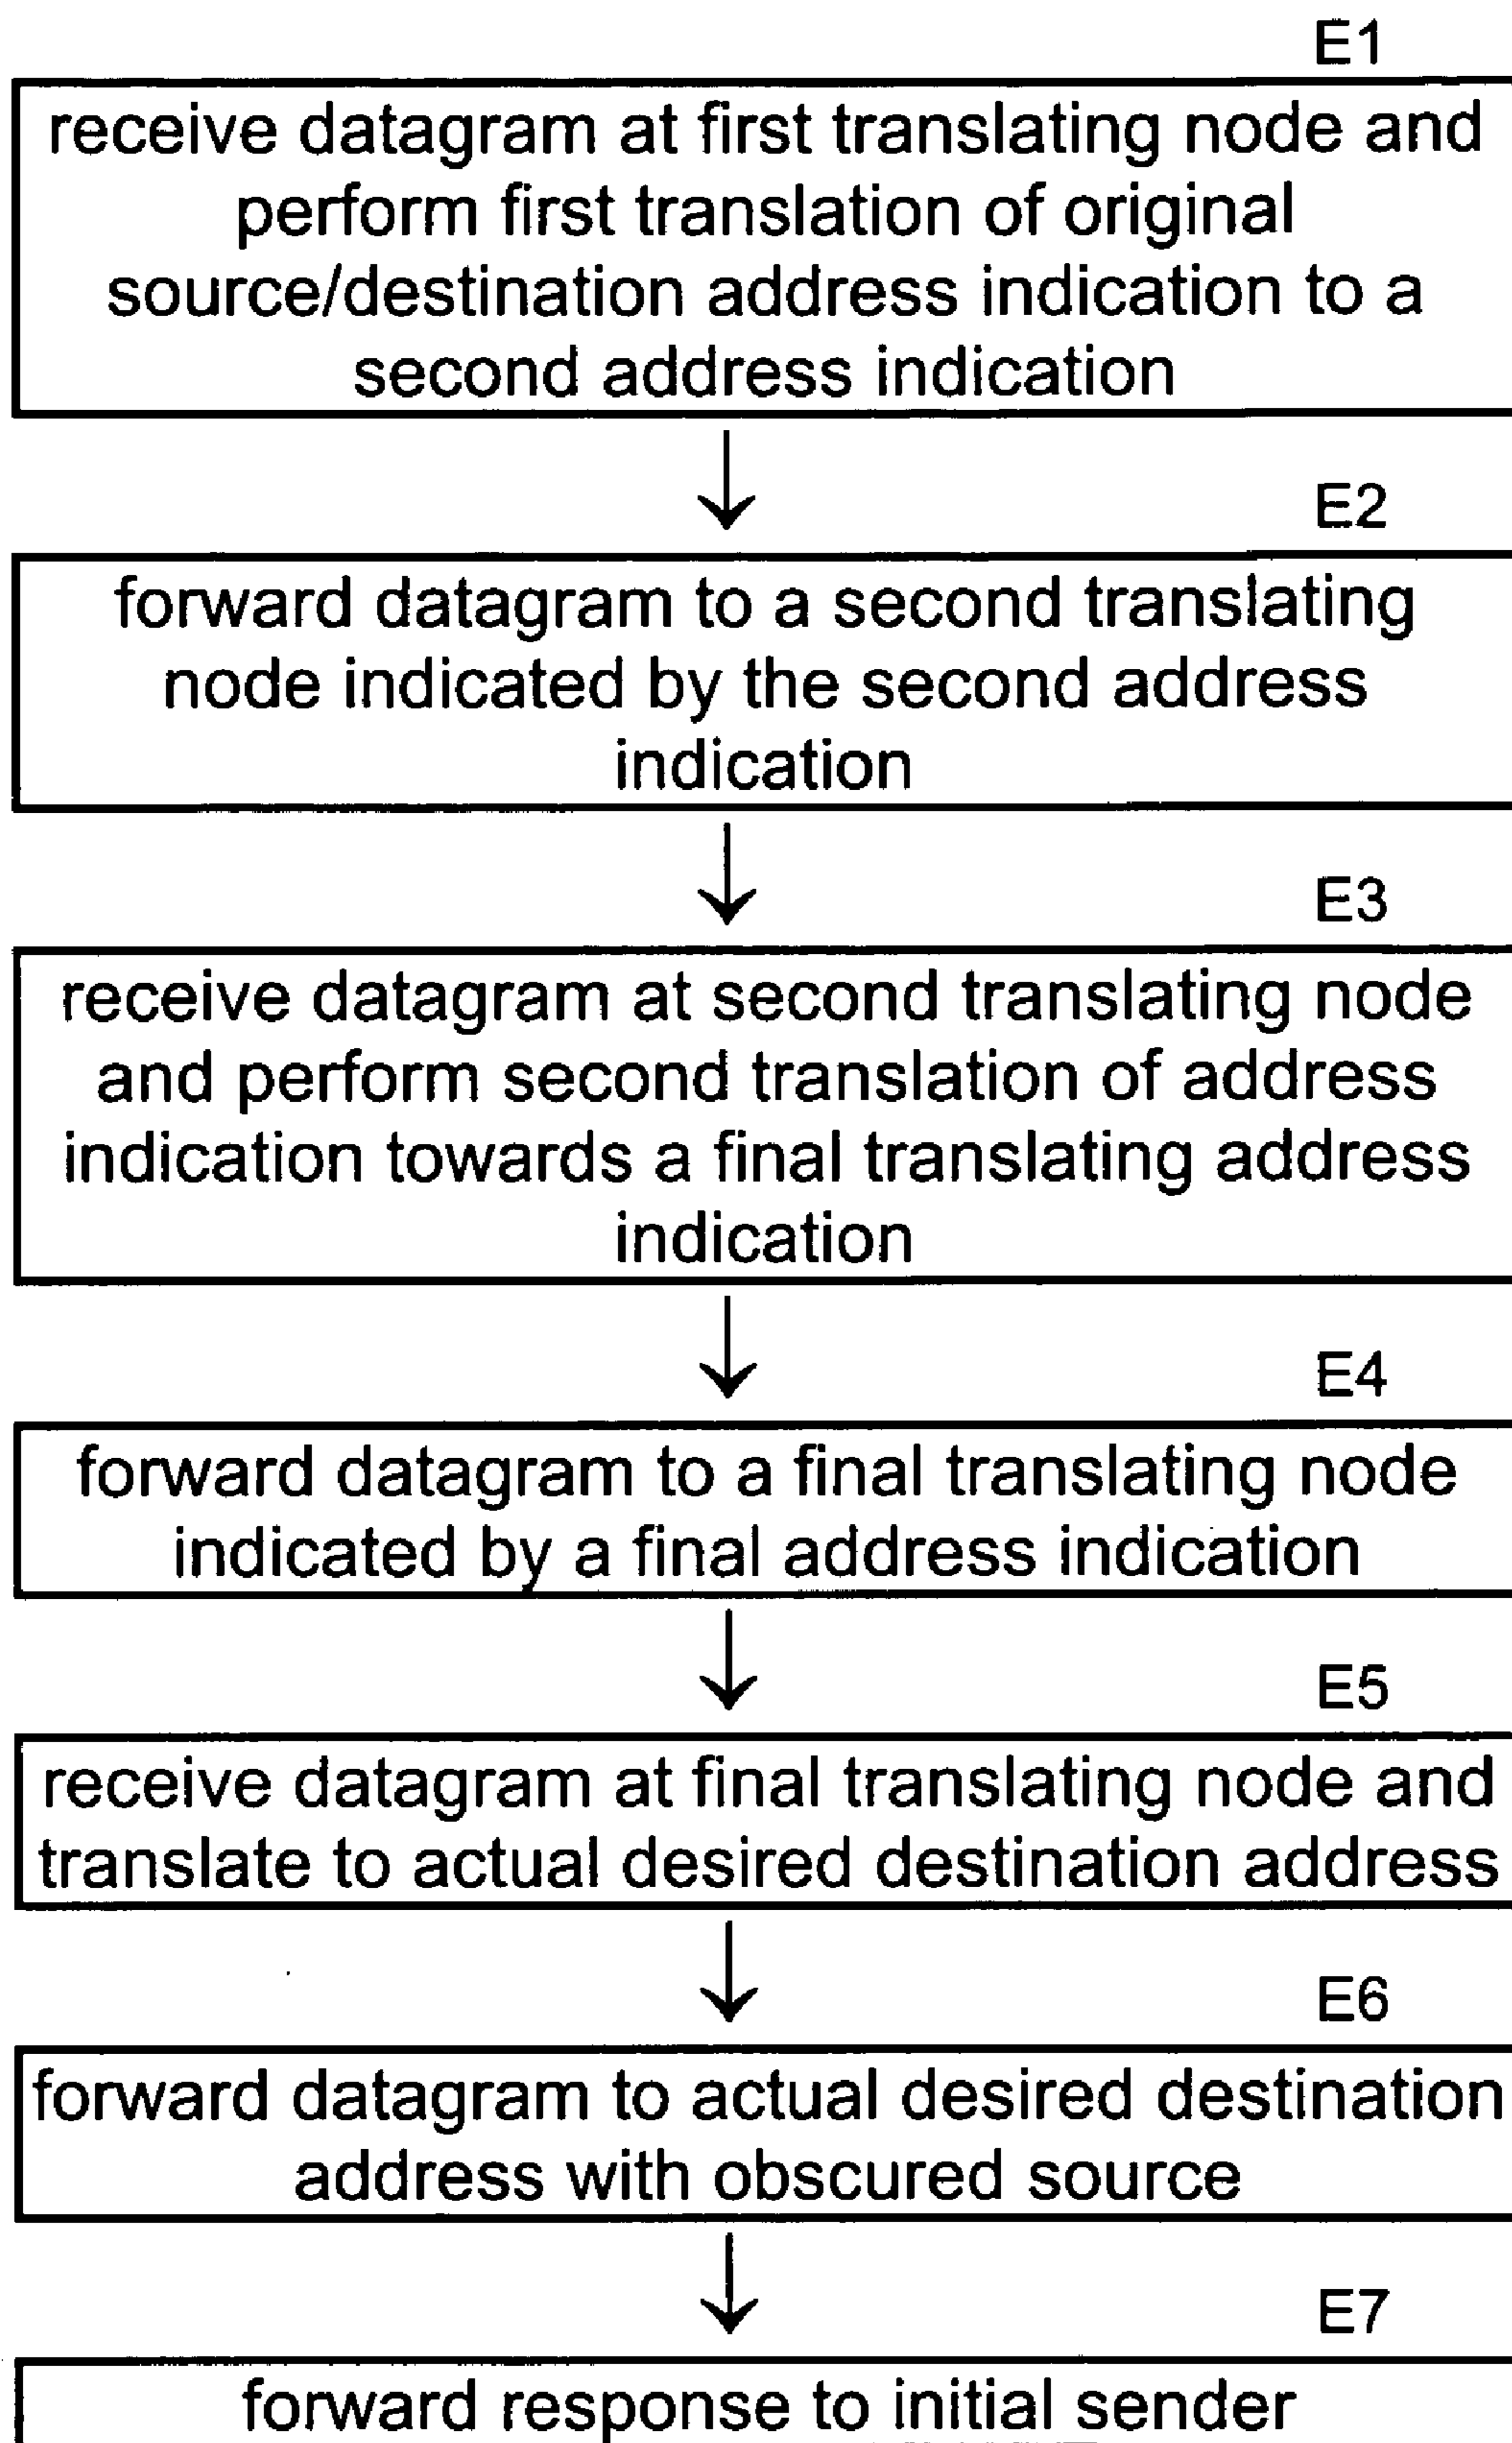 E1
receive datagram at first translating node and
perform first translation of original
source/destination address indication to a
second address indication
E2
forward datagram to a second translating
node indicated by the second address
indication
E3
receive datagram at second translating node
and perform second translation of address
indication towards a final translating address
indication
E4
forward datagram to a final translating node
indicated by a final address indication
E5
receive datagram at final translating node and
translate to actual desired destination address
E6
forward datagram to actual desired destination
address with obscured source
E7
forward response to initial sender